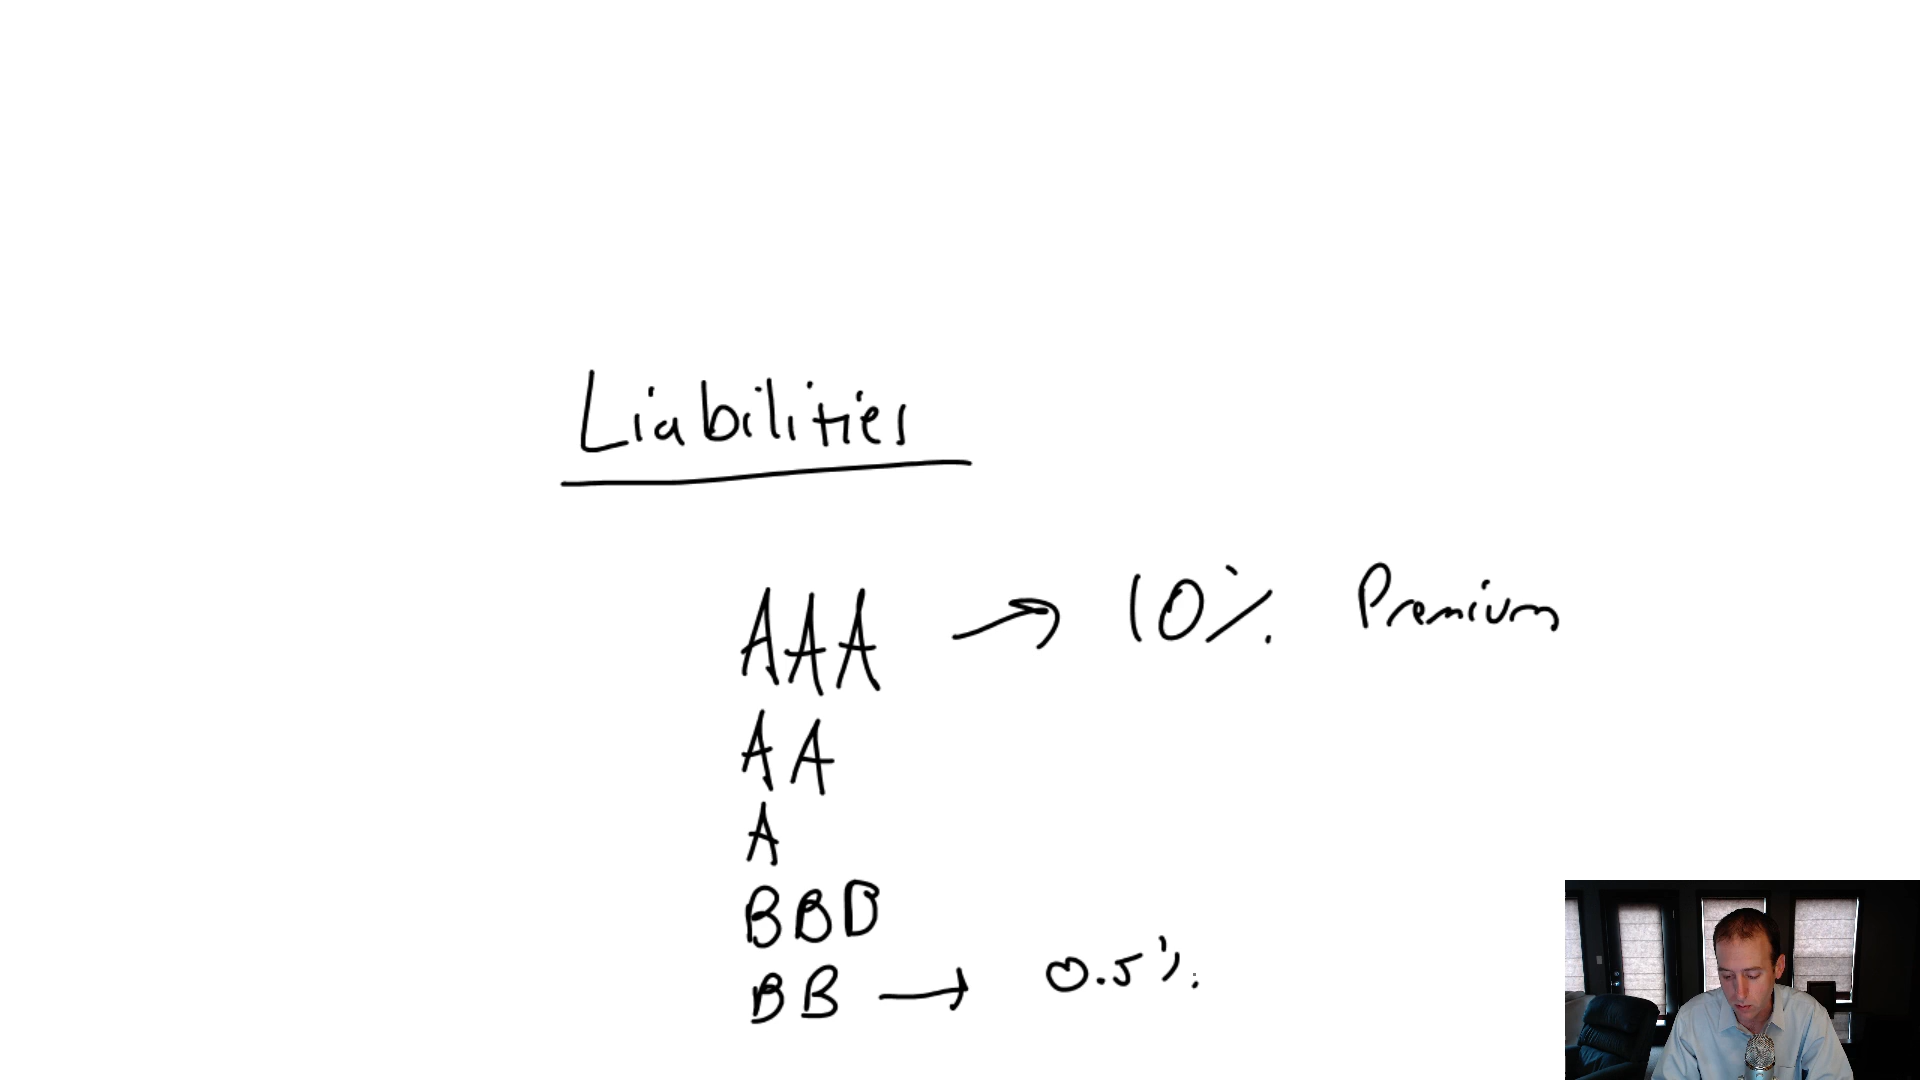 Liabilities
AAA → 10% Premium
AA
A
BBB
BB → 0.5%